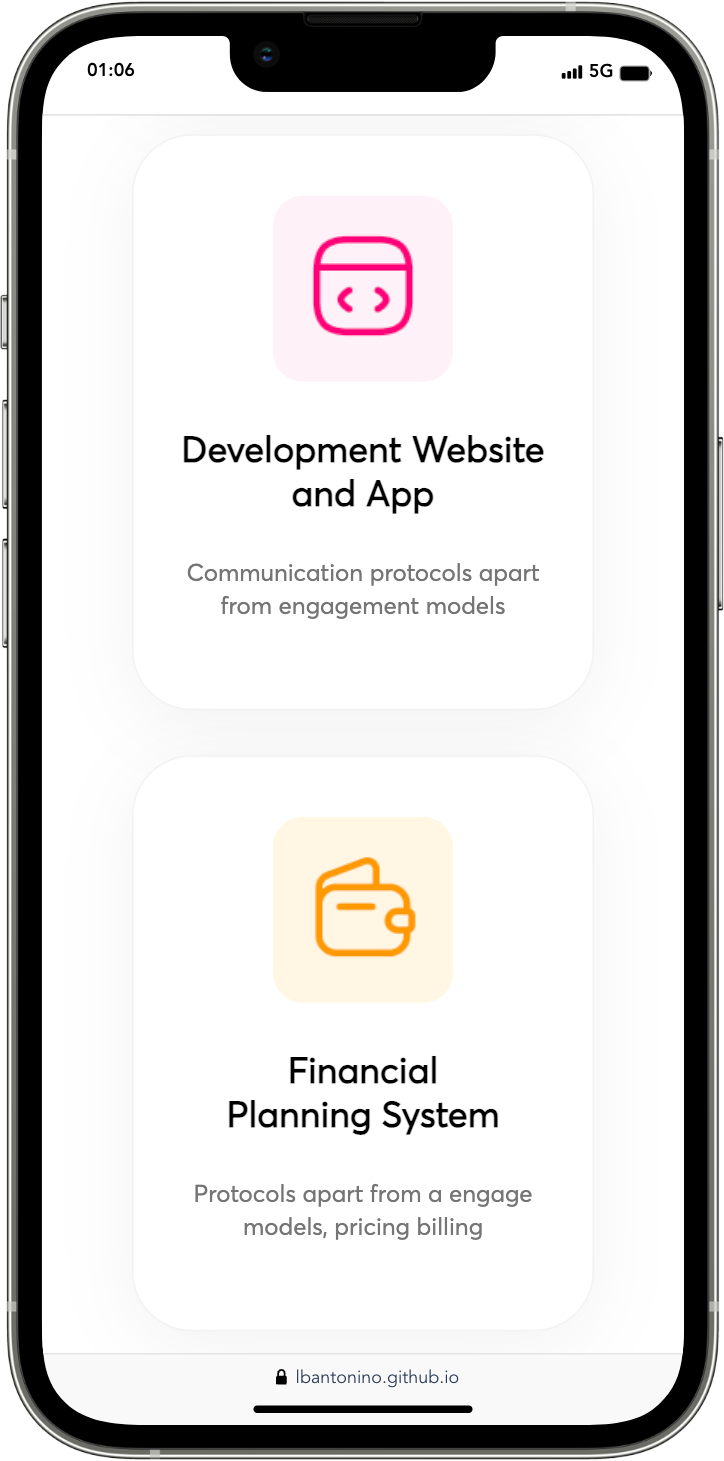 01:06
5G
Development Website
and App
Communication protocols apart
from engagement models
Financial
Planning System
Protocols apart from a engage
models, pricing billing
lbantonino.github.io